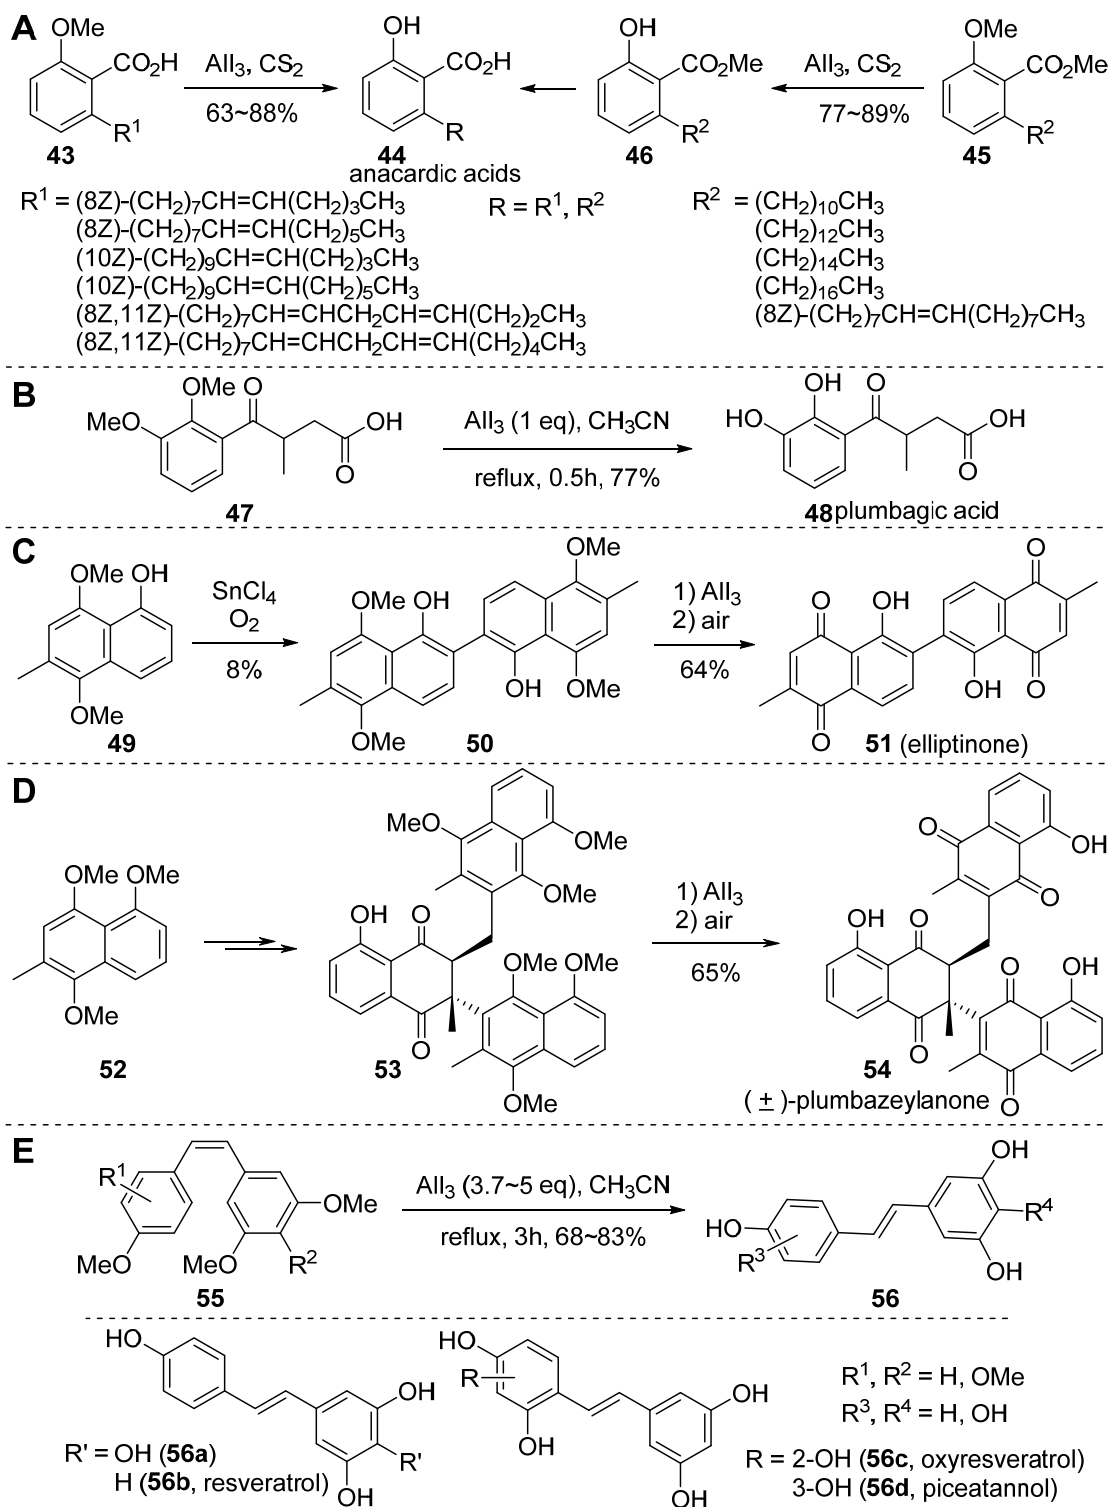 A
OMe
CO2H
R1
43
AlI3, CS2
63~88%
OH
CO2H
R
44
anacardic acids
OH
CO2Me
R2
46
AlI3, CS2
77~89%
OMe
CO2Me
R2
45
R1 = (8Z)-(CH2)7CH=CH(CH2)3CH3
(8Z)-(CH2)7CH=CH(CH2)5CH3
(10Z)-(CH2)9CH=CH(CH2)3CH3
(10Z)-(CH2)9CH=CH(CH2)5CH3
(8Z,11Z)-(CH2)7CH=CHCH2CH=CH(CH2)2CH3
(8Z,11Z)-(CH2)7CH=CHCH2CH=CH(CH2)4CH3
R = R1, R2
R2 = (CH2)10CH3
(CH2)12CH3
(CH2)14CH3
(CH2)16CH3
(8Z)-(CH2)7CH=CH(CH2)7CH3
B
OMe O
MeO
OH
O
47
AlI3 (1 eq), CH3CN
reflux, 0.5h, 77%
OH O
HO
OH
O
48 plumbagic acid
C
OMe OH
OMe
49
SnCl4
O2
8%
OMe
OMe OH
OH
OMe
OMe
50
1) AlI3
2) air
64%
O
O
OH
OH
O
O
51 (elliptinone)
D
OMe OMe
OMe
52
MeO
OMe
OMe
OH
O
OMe OMe
O
OMe
53
1) AlI3
2) air
65%
O
OH
O
OH
O
O
OH
O
O
54
( ± )-plumbazeylanone
E
R1
OMe
MeO
MeO
R2
55
AlI3 (3.7~5 eq), CH3CN
reflux, 3h, 68~83%
OH
HO
R4
R3
OH
56
HO
OH
R'
OH
R' = OH (56a)
H (56b, resveratrol)
HO
R
OH
OH
OH
R1, R2 = H, OMe
R3, R4 = H, OH
R = 2-OH (56c, oxyresveratrol)
3-OH (56d, piceatannol)